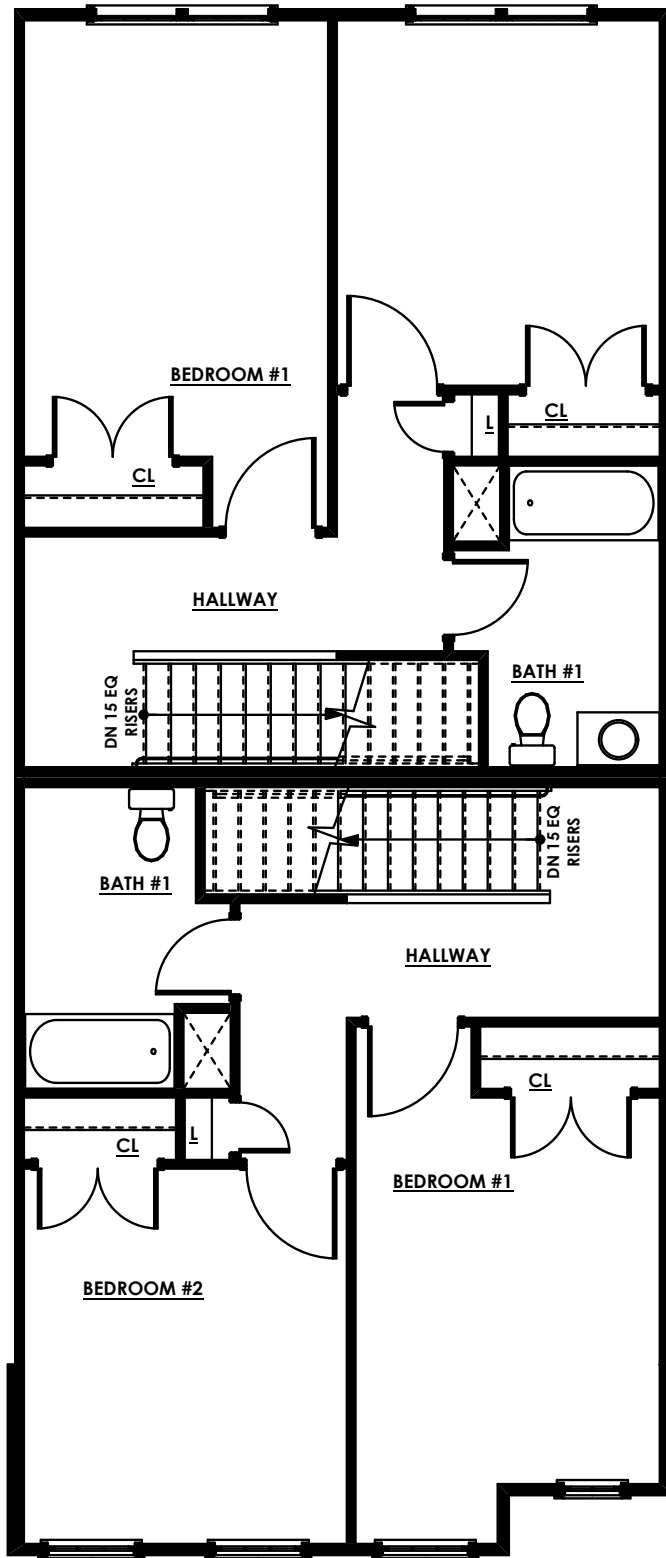 BEDROOM #1
CL
CL
L
HALLWAY
BATH #1
DN 15 EQ
RISERS
BATH #1
DN 15 EQ
RISERS
HALLWAY
CL
CL
L
BEDROOM #1
BEDROOM #2